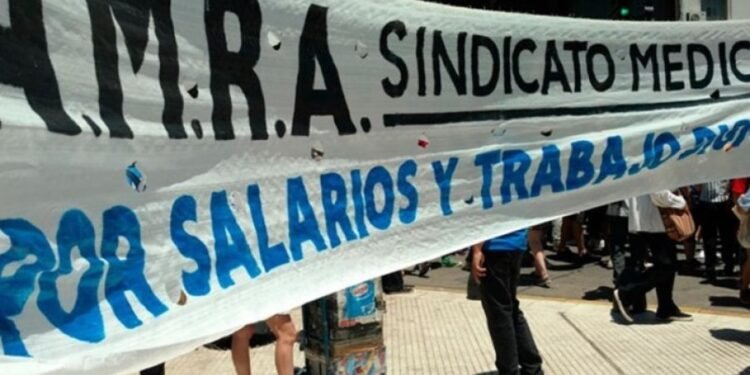 A.M.R.A. SINDICATO MEDICO
POR SALARIOS Y TRABAJO